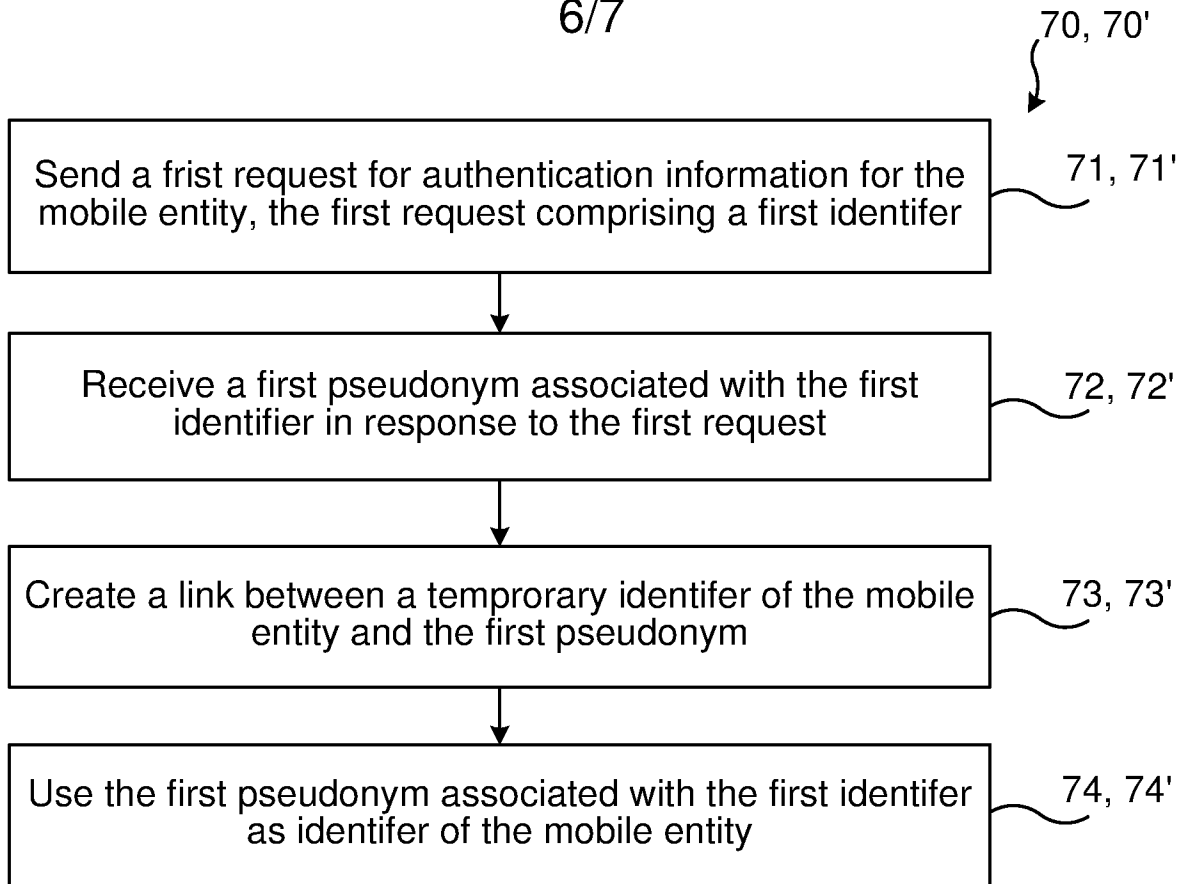 6/7
70, 70'
Send a frist request for authentication information for the
mobile entity, the first request comprising a first identifer
71, 71'
Receive a first pseudonym associated with the first
identifier in response to the first request
72, 72'
Create a link between a temprorary identifer of the mobile
entity and the first pseudonym
73, 73'
Use the first pseudonym associated with the first identifer
as identifer of the mobile entity
74, 74'